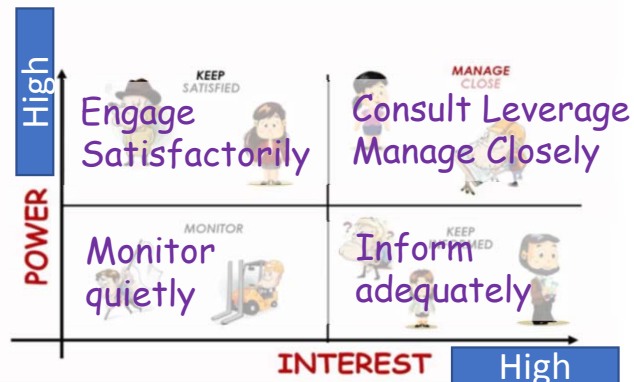 High
POWER
KEEP
SATISFIED
Engage
Satisfactorily
MANAGE
CLOSE
Consult Leverage
Manage Closely
MONITOR
Monitor
quietly
KEEP
INFORMED
Inform
adequately
? ?
INTEREST
High